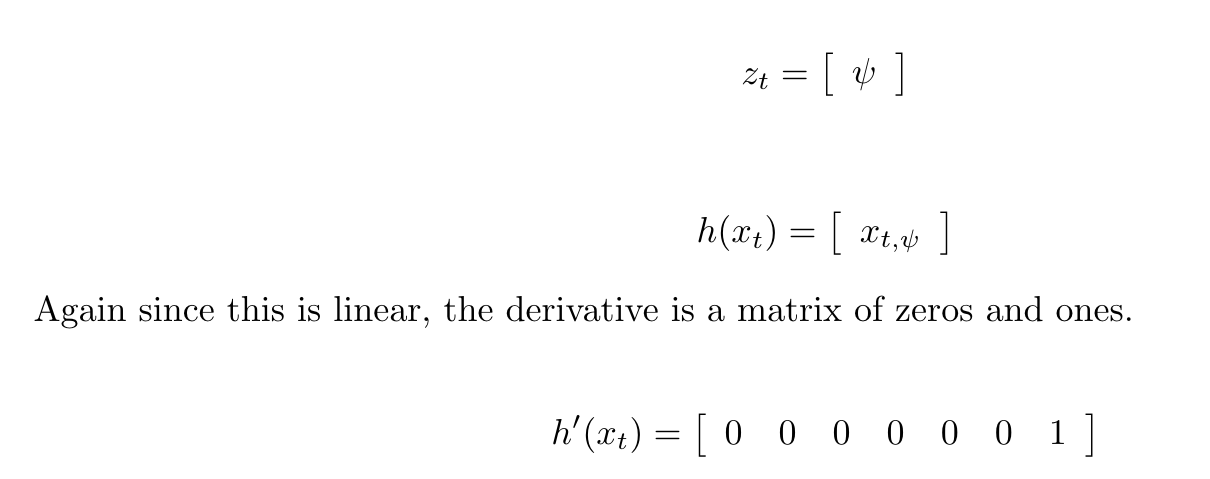 z_t = [ ψ ]
h(x_t) = [ x_{t,ψ} ]
Again since this is linear, the derivative is a matrix of zeros and ones.
h′(x_t) = [ 0 0 0 0 0 0 1 ]